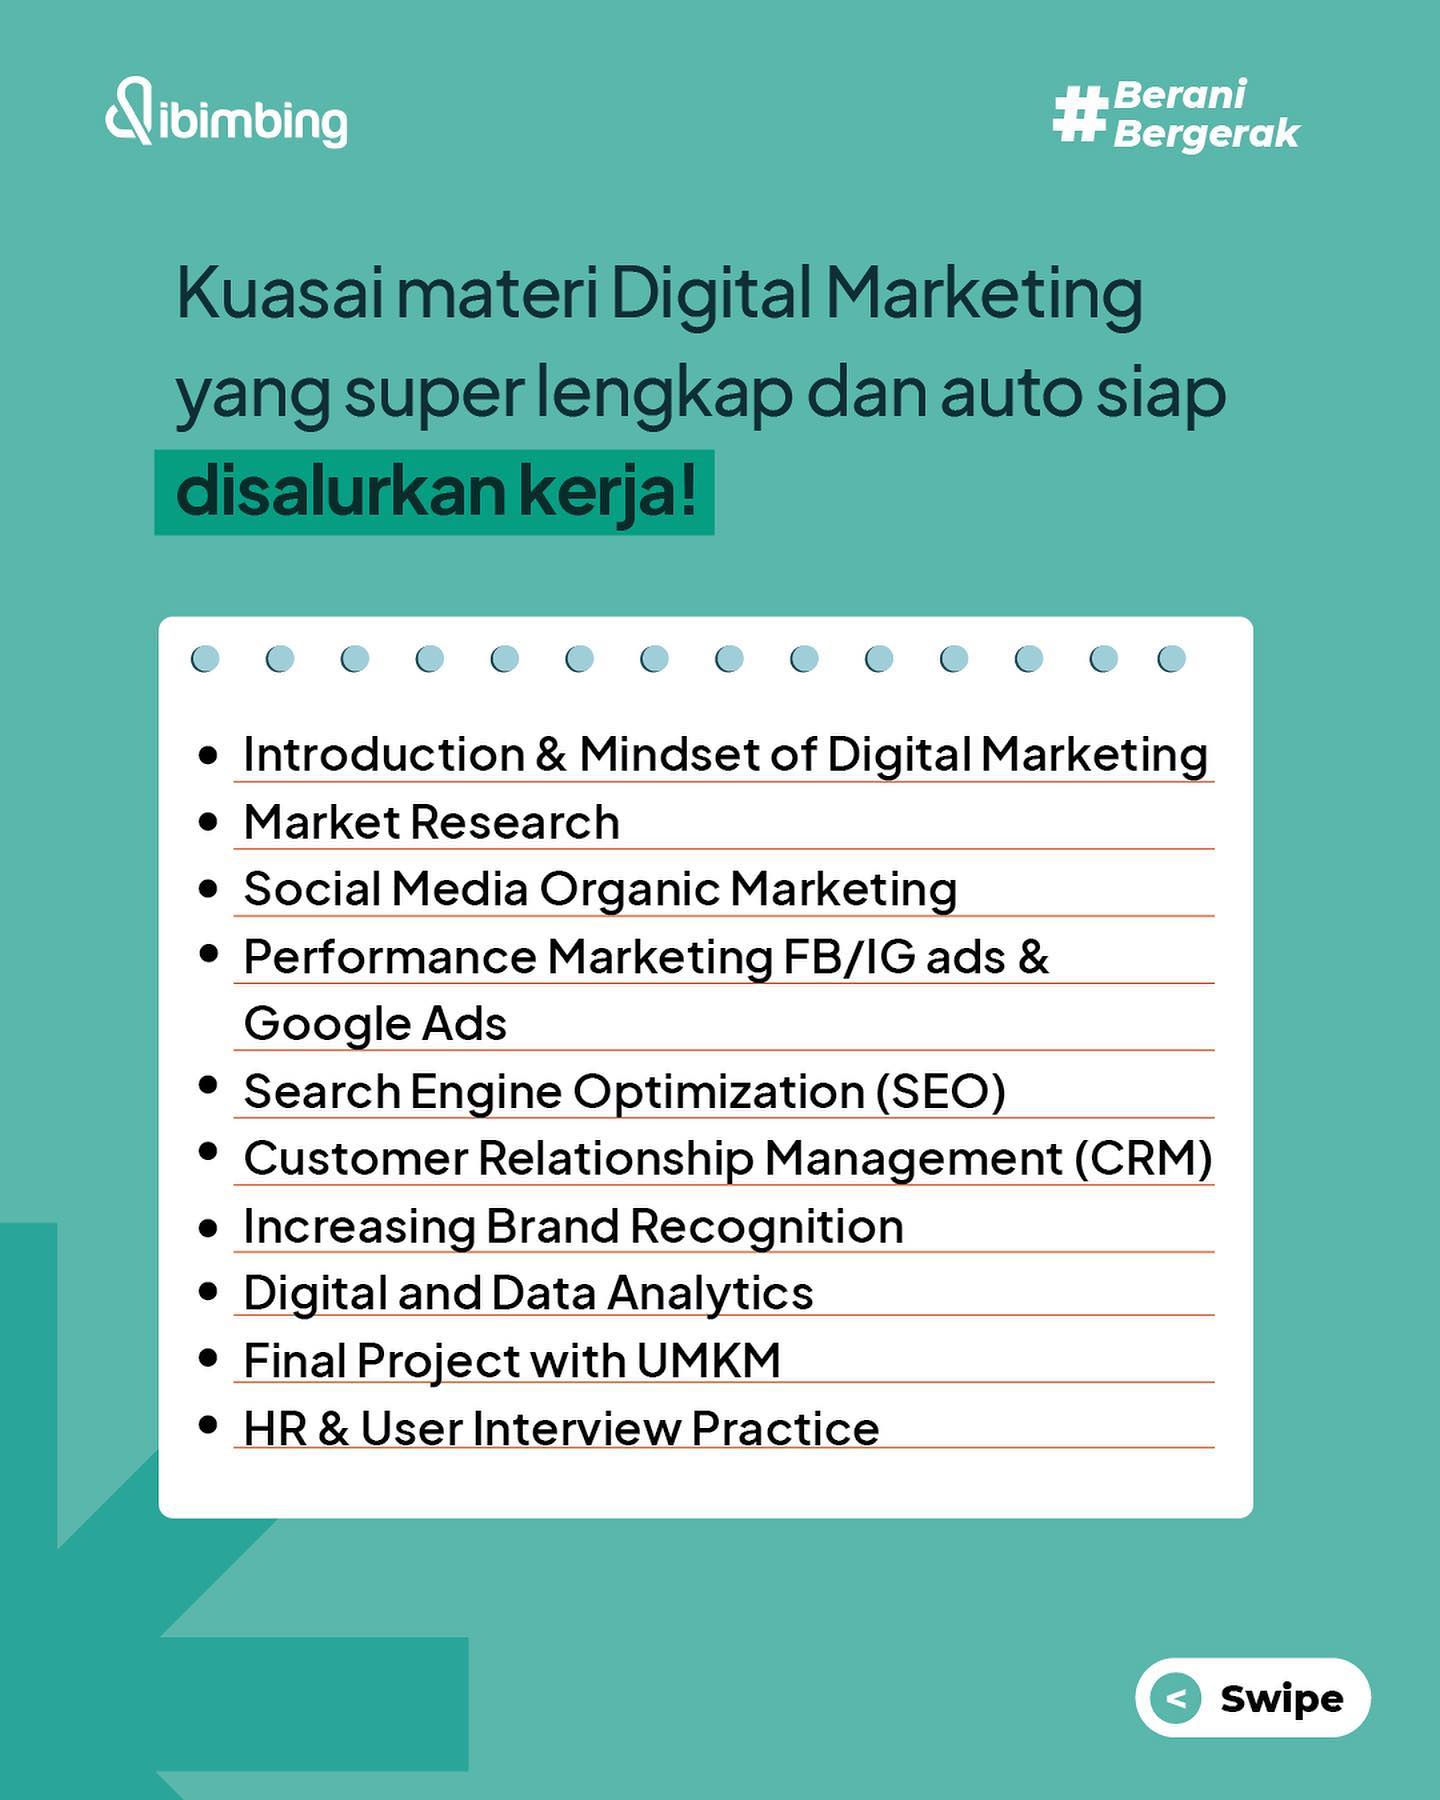 dibimbing
#Berani
Bergerak
Kuasai materi Digital Marketing
yang super lengkap dan auto siap
disalurkan kerja!
• Introduction & Mindset of Digital Marketing
• Market Research
• Social Media Organic Marketing
• Performance Marketing FB/IG ads &
Google Ads
• Search Engine Optimization (SEO)
• Customer Relationship Management (CRM)
• Increasing Brand Recognition
• Digital and Data Analytics
• Final Project with UMKM
• HR & User Interview Practice
< Swipe